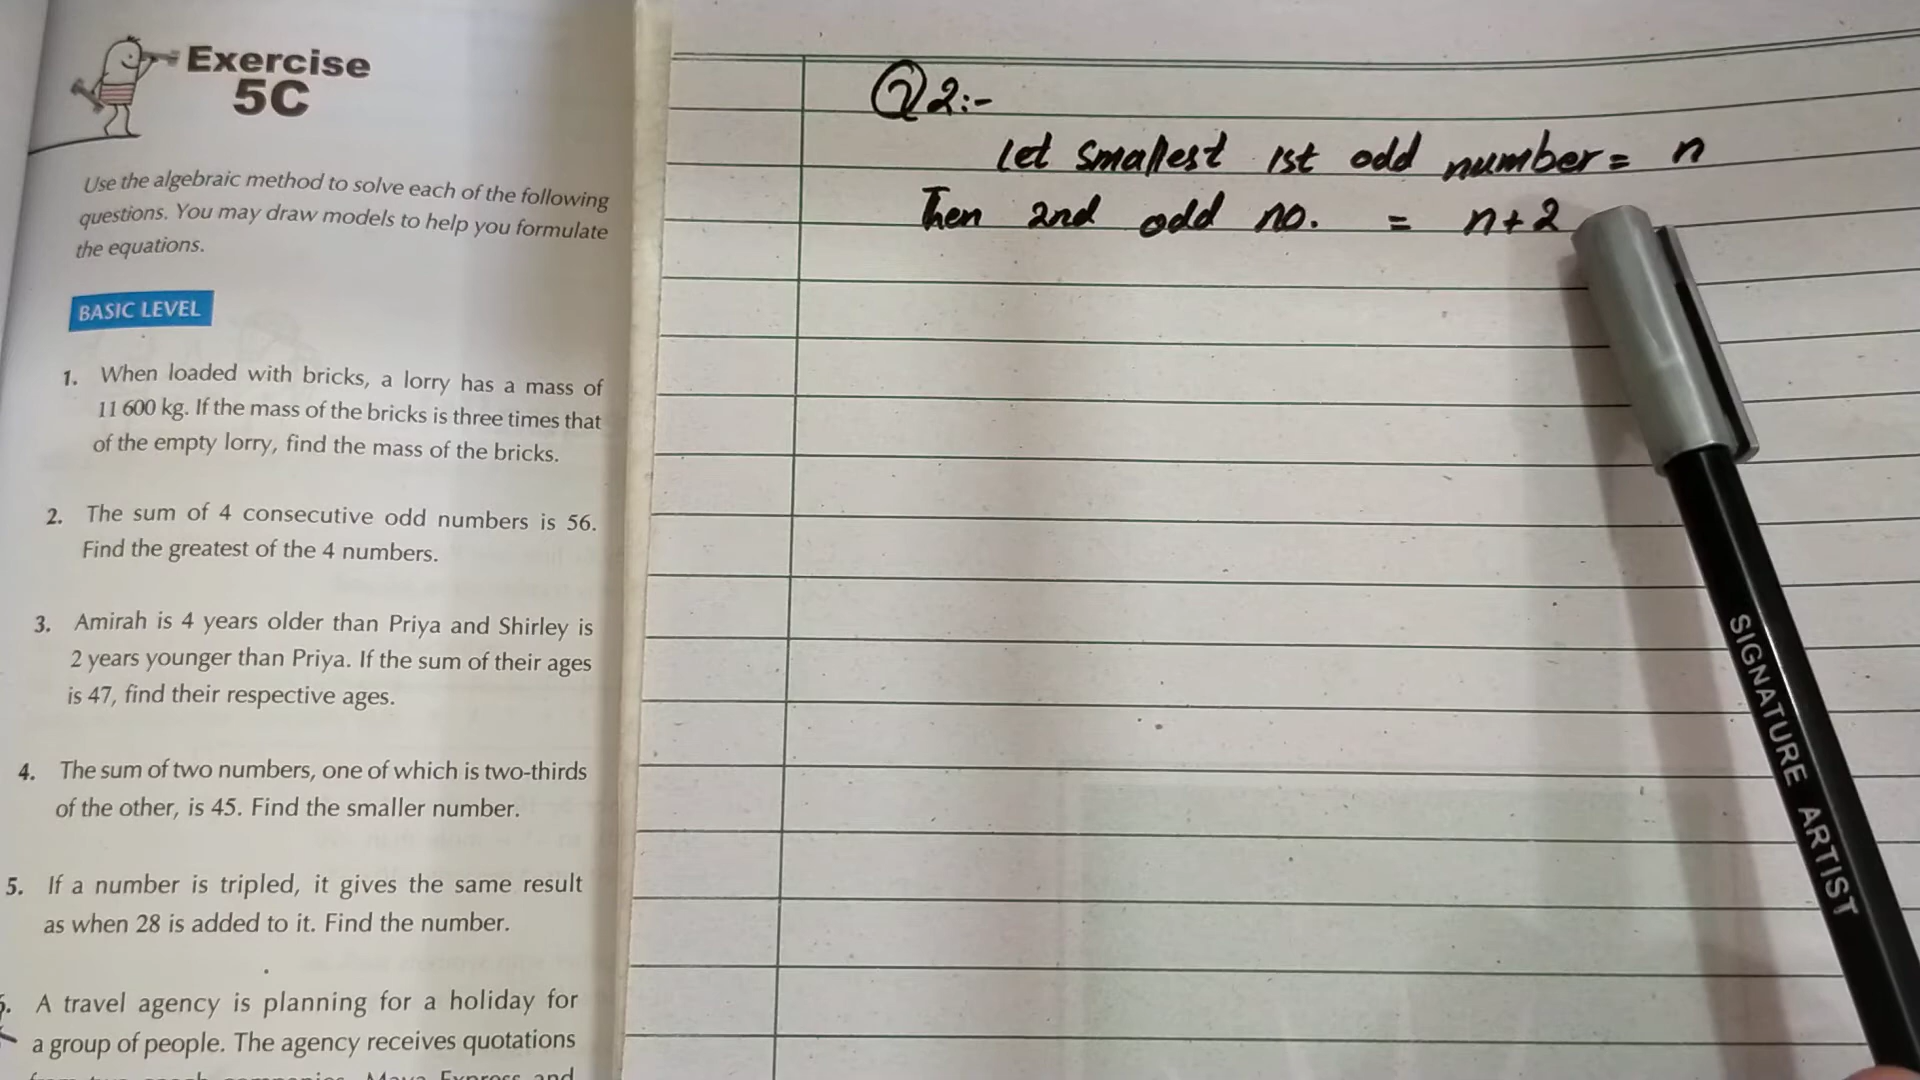 Exercise
5C
Use the algebraic method to solve each of the following
questions. You may draw models to help you formulate
the equations.
BASIC LEVEL
1. When loaded with bricks, a lorry has a mass of
11 600 kg. If the mass of the bricks is three times that
of the empty lorry, find the mass of the bricks.
2. The sum of 4 consecutive odd numbers is 56.
Find the greatest of the 4 numbers.
3. Amirah is 4 years older than Priya and Shirley is
2 years younger than Priya. If the sum of their ages
is 47, find their respective ages.
4. The sum of two numbers, one of which is two-thirds
of the other, is 45. Find the smaller number.
5. If a number is tripled, it gives the same result
as when 28 is added to it. Find the number.
A travel agency is planning for a holiday for
a group of people. The agency receives quotations
Q2:-
Let smallest 1st odd number = n
Then 2nd odd no. = n+2
SIGNATURE ARTIST